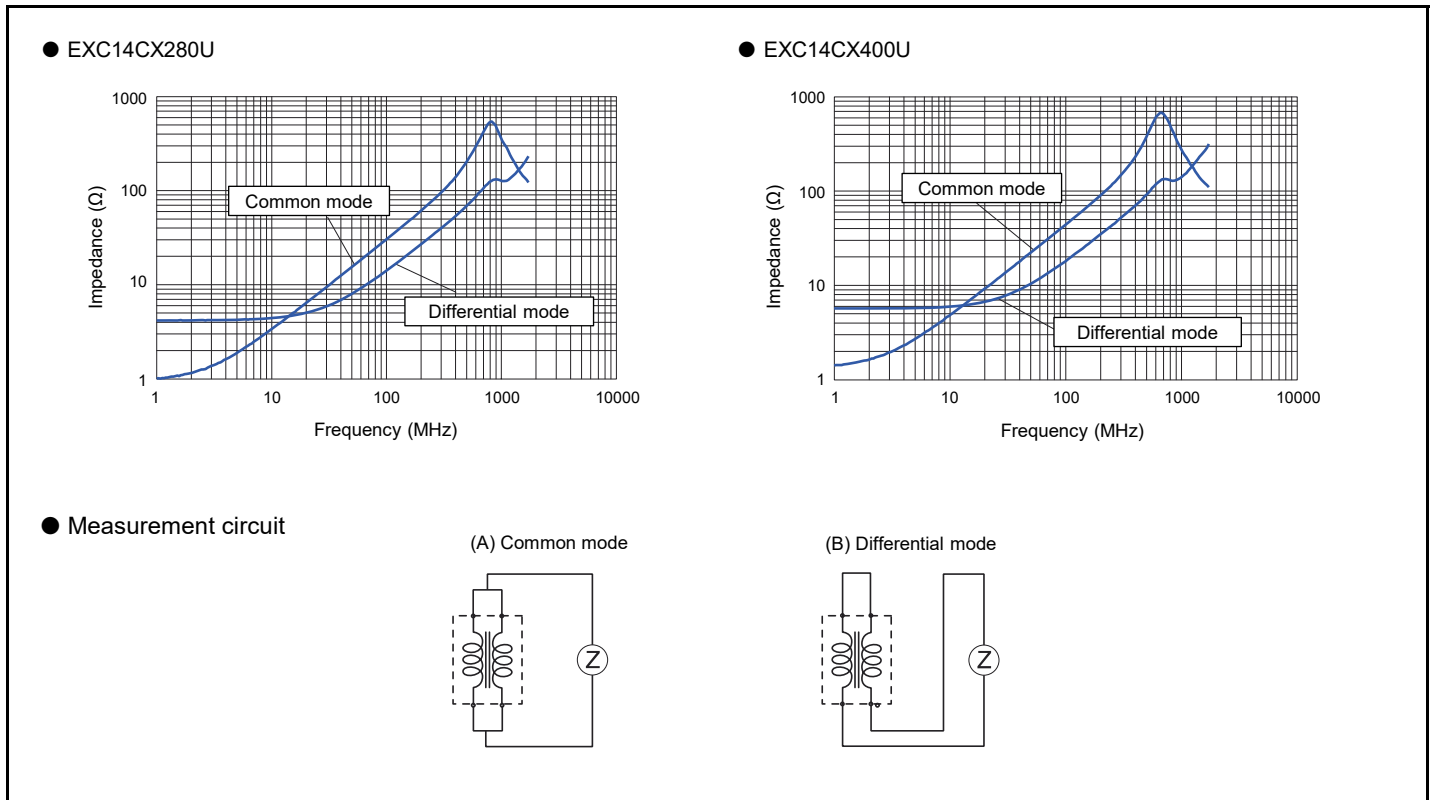 ● EXC14CX280U
1000
100
10
1
Impedance (Ω)
Common mode
Differential mode
1 10 100 1000 10000
Frequency (MHz)
● EXC14CX400U
1000
100
10
1
Impedance (Ω)
Common mode
Differential mode
1 10 100 1000 10000
Frequency (MHz)
● Measurement circuit
(A) Common mode
Z
(B) Differential mode
Z